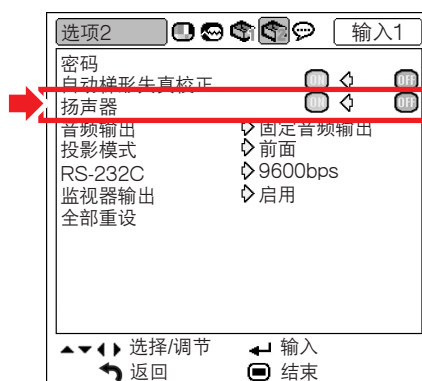 选项2 输入1
密码
自动梯形失真校正 ON OFF
扬声器 ON OFF
音频输出 固定音频输出
投影模式 前面
RS-232C 9600bps
监视器输出 启用
全部重设
选择/调节 输入
返回 结束